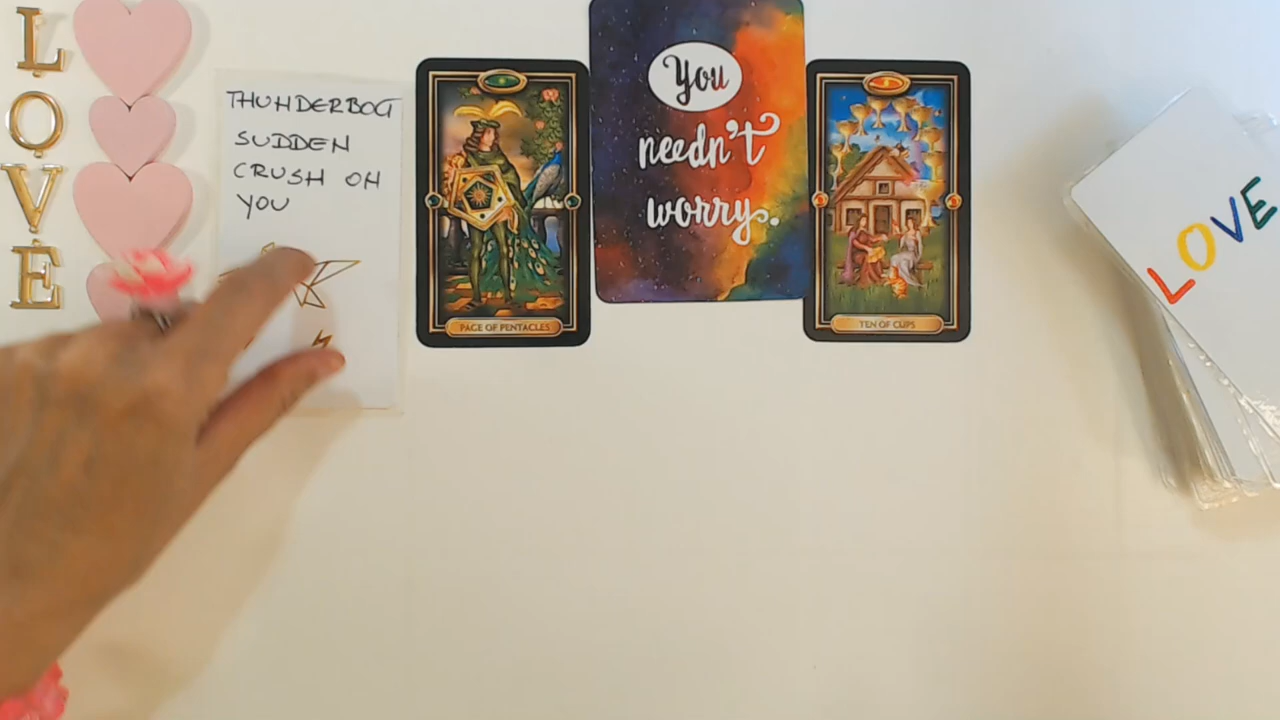 LOVE
THUNDERBOLT
SUDDEN
CRUSH ON
YOU
PAGE OF PENTACLES
You
needn't
worry.
TEN OF CUPS
LOVE